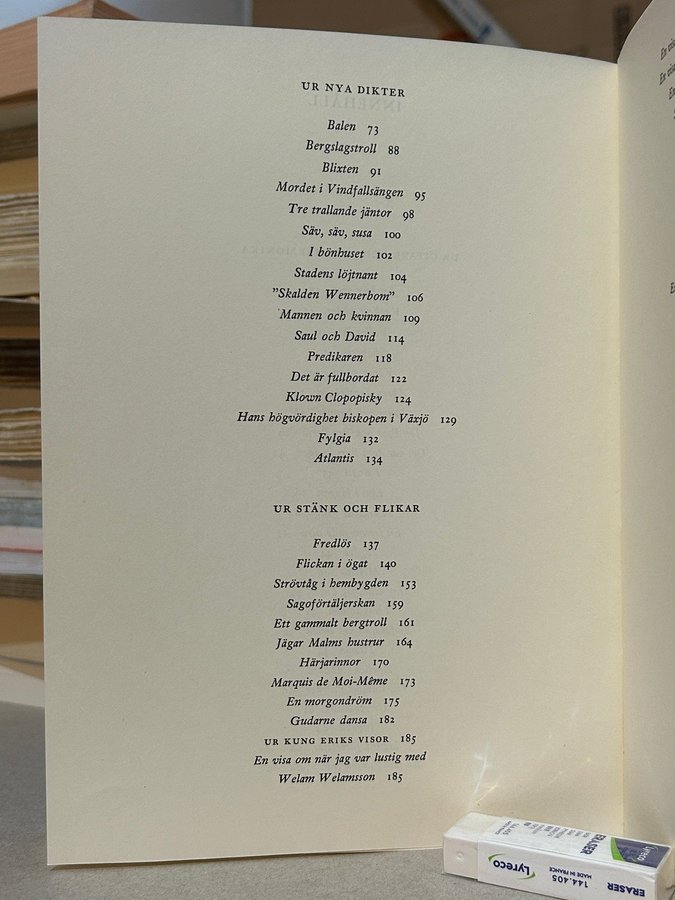 UR NYA DIKTER
Balen 73
Bergslagstroll 88
Blixten 91
Mordet i Vindfallsängen 95
Tre trallande jäntor 98
Säv, säv, susa 100
I bönhuset 102
Stadens löjtnant 104
"Skalden Wennerbom" 106
Mannen och kvinnan 109
Saul och David 114
Predikaren 118
Det är fullbordat 122
Klown Clopopisky 124
Hans högvördighet biskopen i Växjö 129
Fylgia 132
Atlantis 134
UR STÄNK OCH FLIKAR
Fredlös 137
Flickan i ögat 140
Strövtåg i hembygden 153
Sagoförtäljerskan 159
Ett gammalt bergtroll 161
Jägar Malms hustrur 164
Härjarinnor 170
Marquis de Moi-Même 173
En morgondröm 175
Gudarne dansa 182
UR KUNG ERIKS VISOR 185
En visa om när jag var lustig med
Welam Welamsson 185
ERASER
Lyreco
Lyreco
144.405
ERASER
MADE IN FRANCE